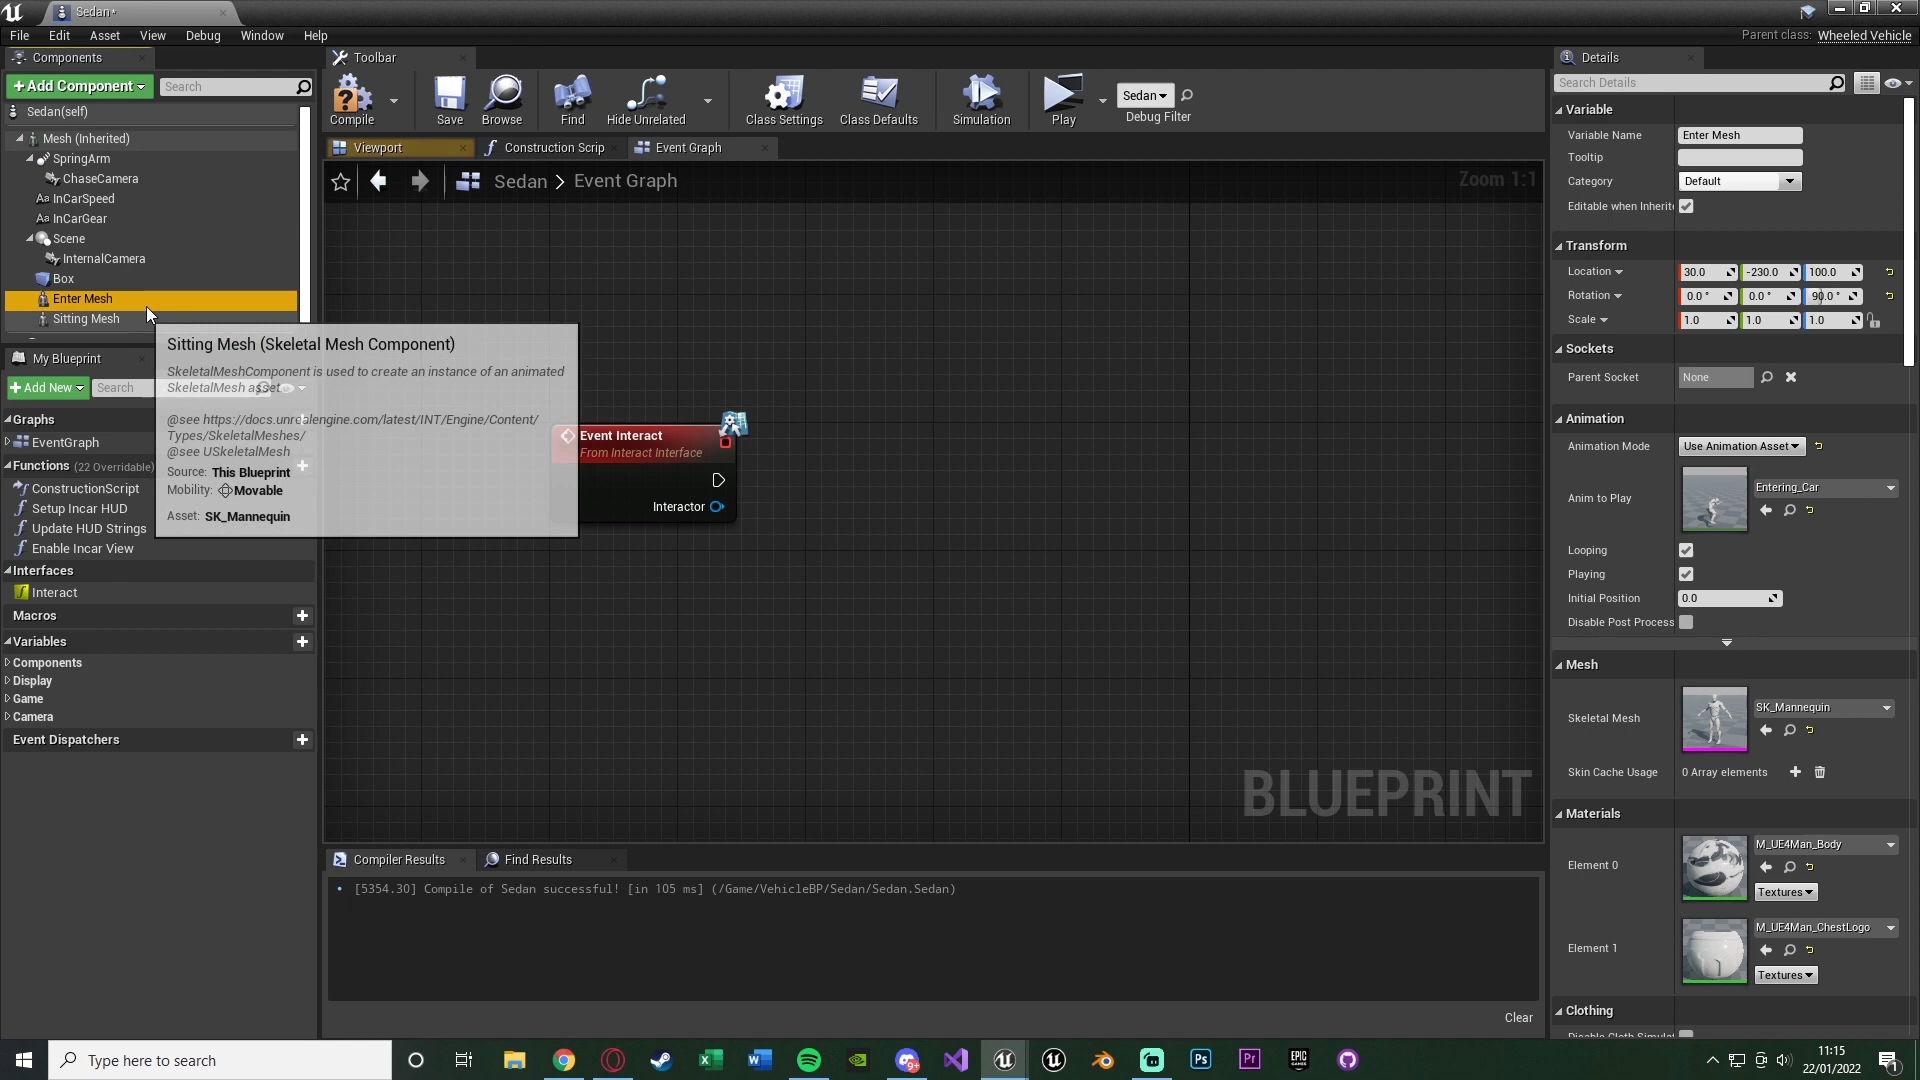 Sedan*
File Edit Asset View Debug Window Help
Parent class: Wheeled Vehicle
Components
Toolbar
Details
+Add Component
Search
Compile
Save
Browse
Find
Hide Unrelated
Class Settings
Class Defaults
Simulation
Play
Sedan
Debug Filter
Search Details
Sedan(self)
Mesh (Inherited)
SpringArm
ChaseCamera
InCarSpeed
InCarGear
Scene
InternalCamera
Box
Enter Mesh
Sitting Mesh
Viewport
Construction Scrip
Event Graph
Sedan > Event Graph
Zoom 1:1
Sitting Mesh (Skeletal Mesh Component)
SkeletalMeshComponent is used to create an instance of an animated
SkeletalMesh asset.
@see https://docs.unrealengine.com/latest/INT/Engine/Content/
Types/SkeletalMeshes/
@see USkeletalMesh
Source: This Blueprint
Mobility: Movable
Asset: SK_Mannequin
My Blueprint
+Add New
Search
Graphs
EventGraph
Functions (22 Overridable)
ConstructionScript
Setup Incar HUD
Update HUD Strings
Enable Incar View
Interfaces
Interact
Macros
Variables
Components
Display
Game
Camera
Event Dispatchers
Event Interact
From Interact Interface
Interactor
BLUEPRINT
Compiler Results
Find Results
[5354.30] Compile of Sedan successful! [in 105 ms] (/Game/VehicleBP/Sedan/Sedan.Sedan)
Clear
Variable
Variable Name Enter Mesh
Tooltip
Category Default
Editable when Inherite
Transform
Location 30.0 -230.0 100.0
Rotation 0.0 ° 0.0 ° 90.0 °
Scale 1.0 1.0 1.0
Sockets
Parent Socket None
Animation
Animation Mode Use Animation Asset
Anim to Play Entering_Car
Looping
Playing
Initial Position 0.0
Disable Post Process
Mesh
Skeletal Mesh SK_Mannequin
Skin Cache Usage 0 Array elements
Materials
Element 0 M_UE4Man_Body
Textures
Element 1 M_UE4Man_ChestLogo
Textures
Clothing
Type here to search
11:15
22/01/2022